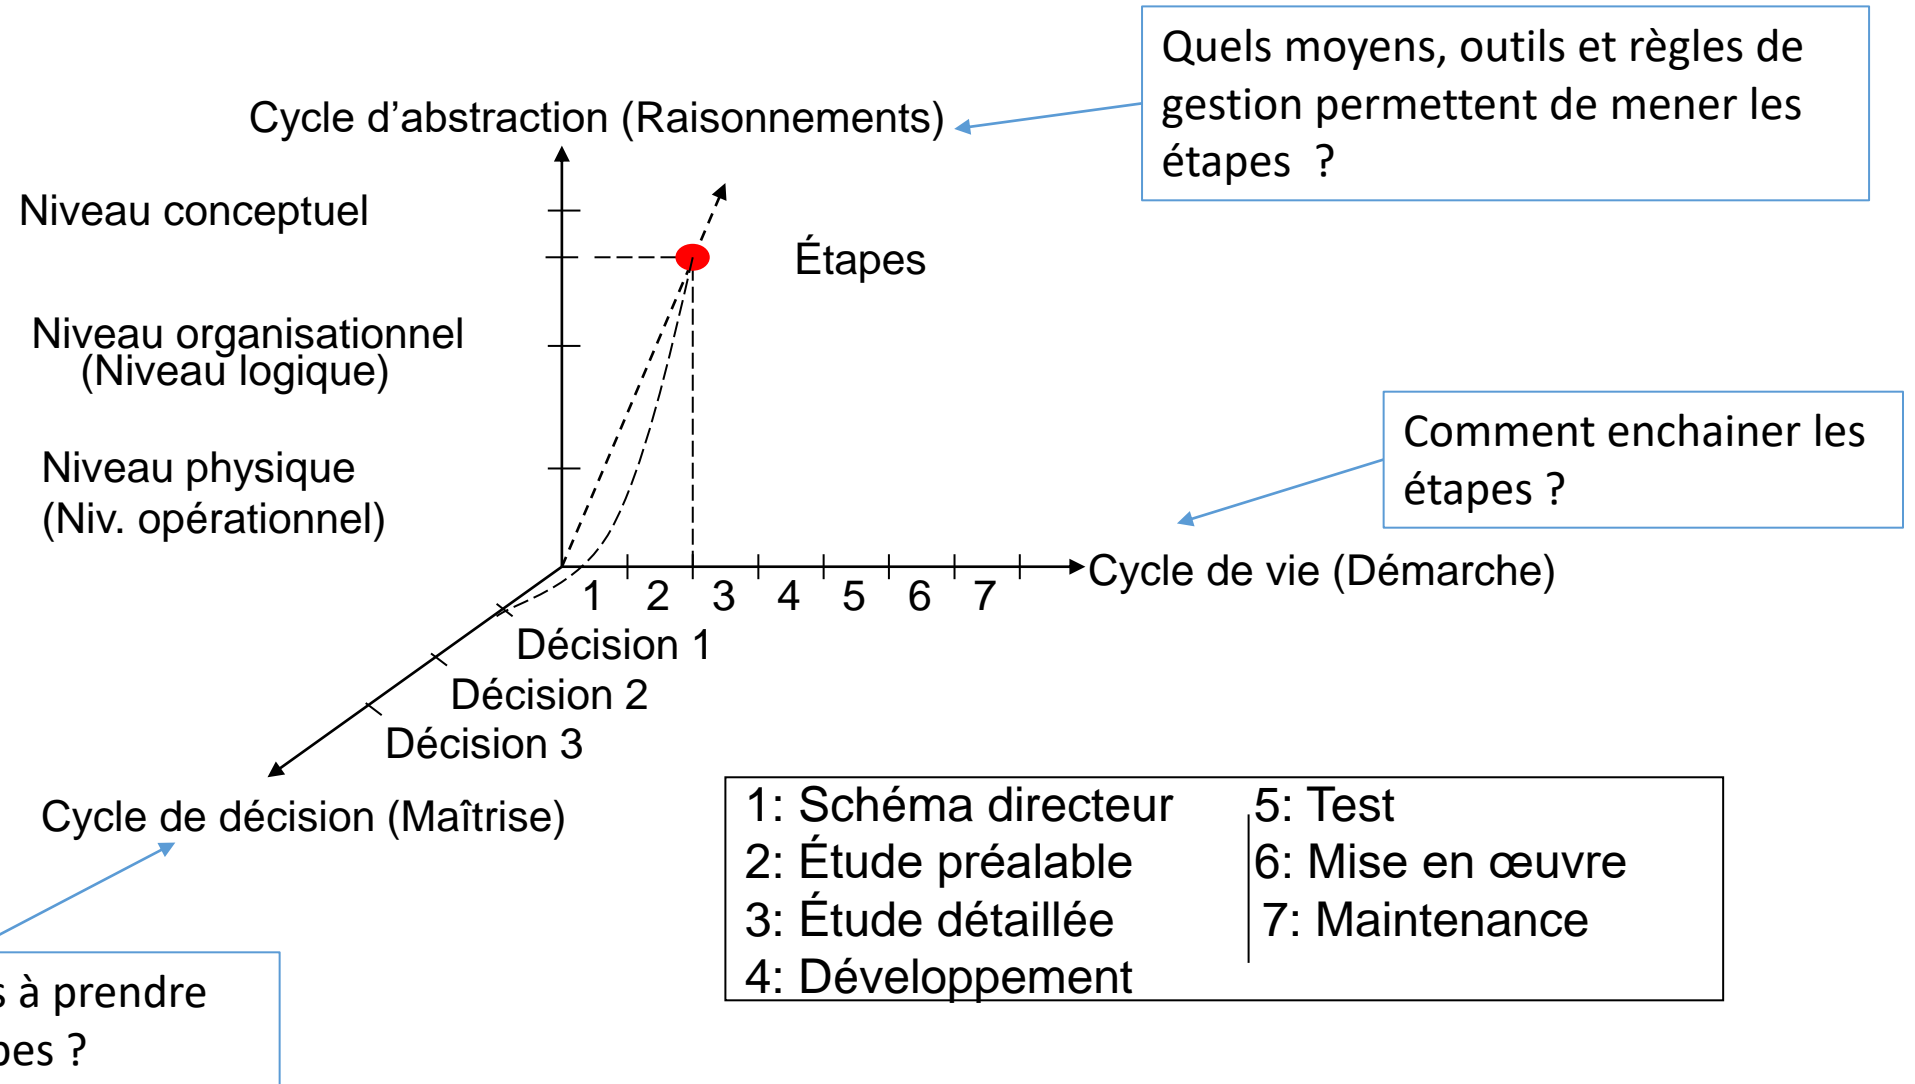 Quels moyens, outils et règles de
gestion permettent de mener les
étapes ?
Cycle d’abstraction (Raisonnements)
Niveau conceptuel
Étapes
Niveau organisationnel
(Niveau logique)
Niveau physique
(Niv. opérationnel)
Comment enchainer les
étapes ?
Cycle de vie (Démarche)
1 2 3 4 5 6 7
Décision 1
Décision 2
Décision 3
Cycle de décision (Maîtrise)
1: Schéma directeur
2: Étude préalable
3: Étude détaillée
4: Développement
5: Test
6: Mise en œuvre
7: Maintenance
à prendre
?